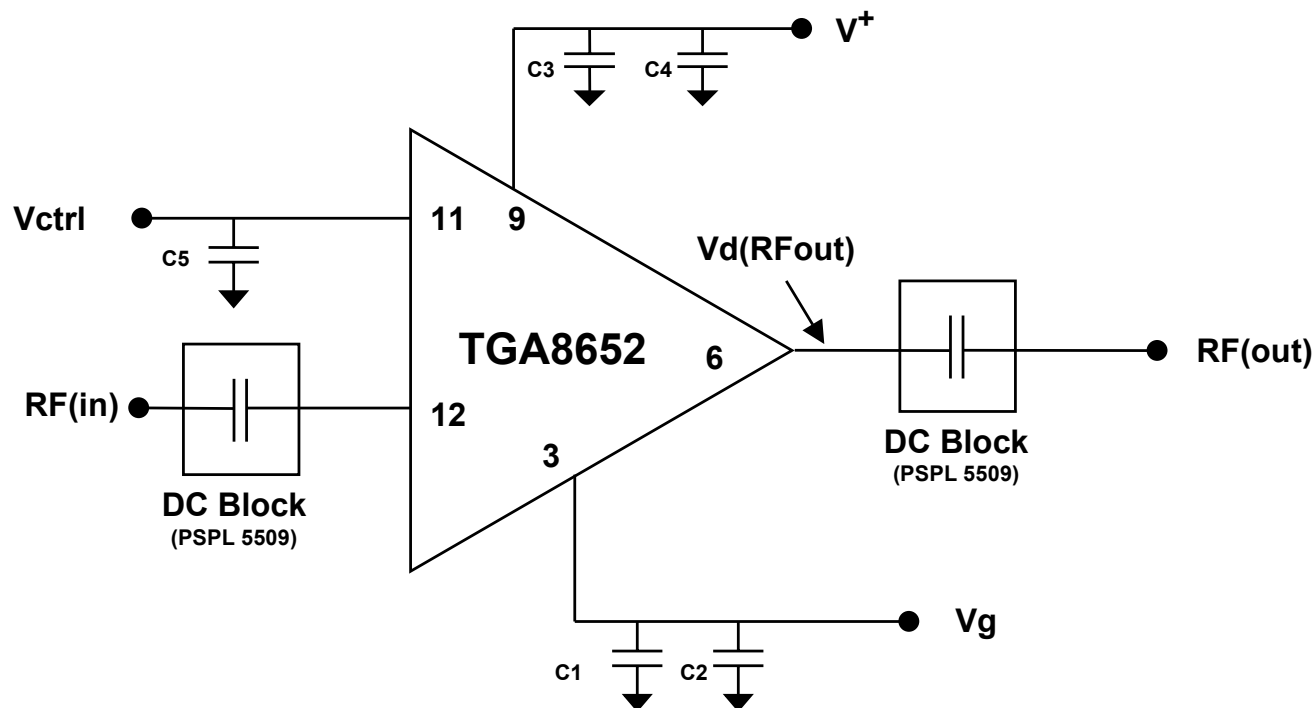 V+
C3
C4
Vctrl
11
9
C5
Vd(RFout)
TGA8652
6
RF(out)
RF(in)
12
DC Block
(PSPL 5509)
3
DC Block
(PSPL 5509)
Vg
C1
C2